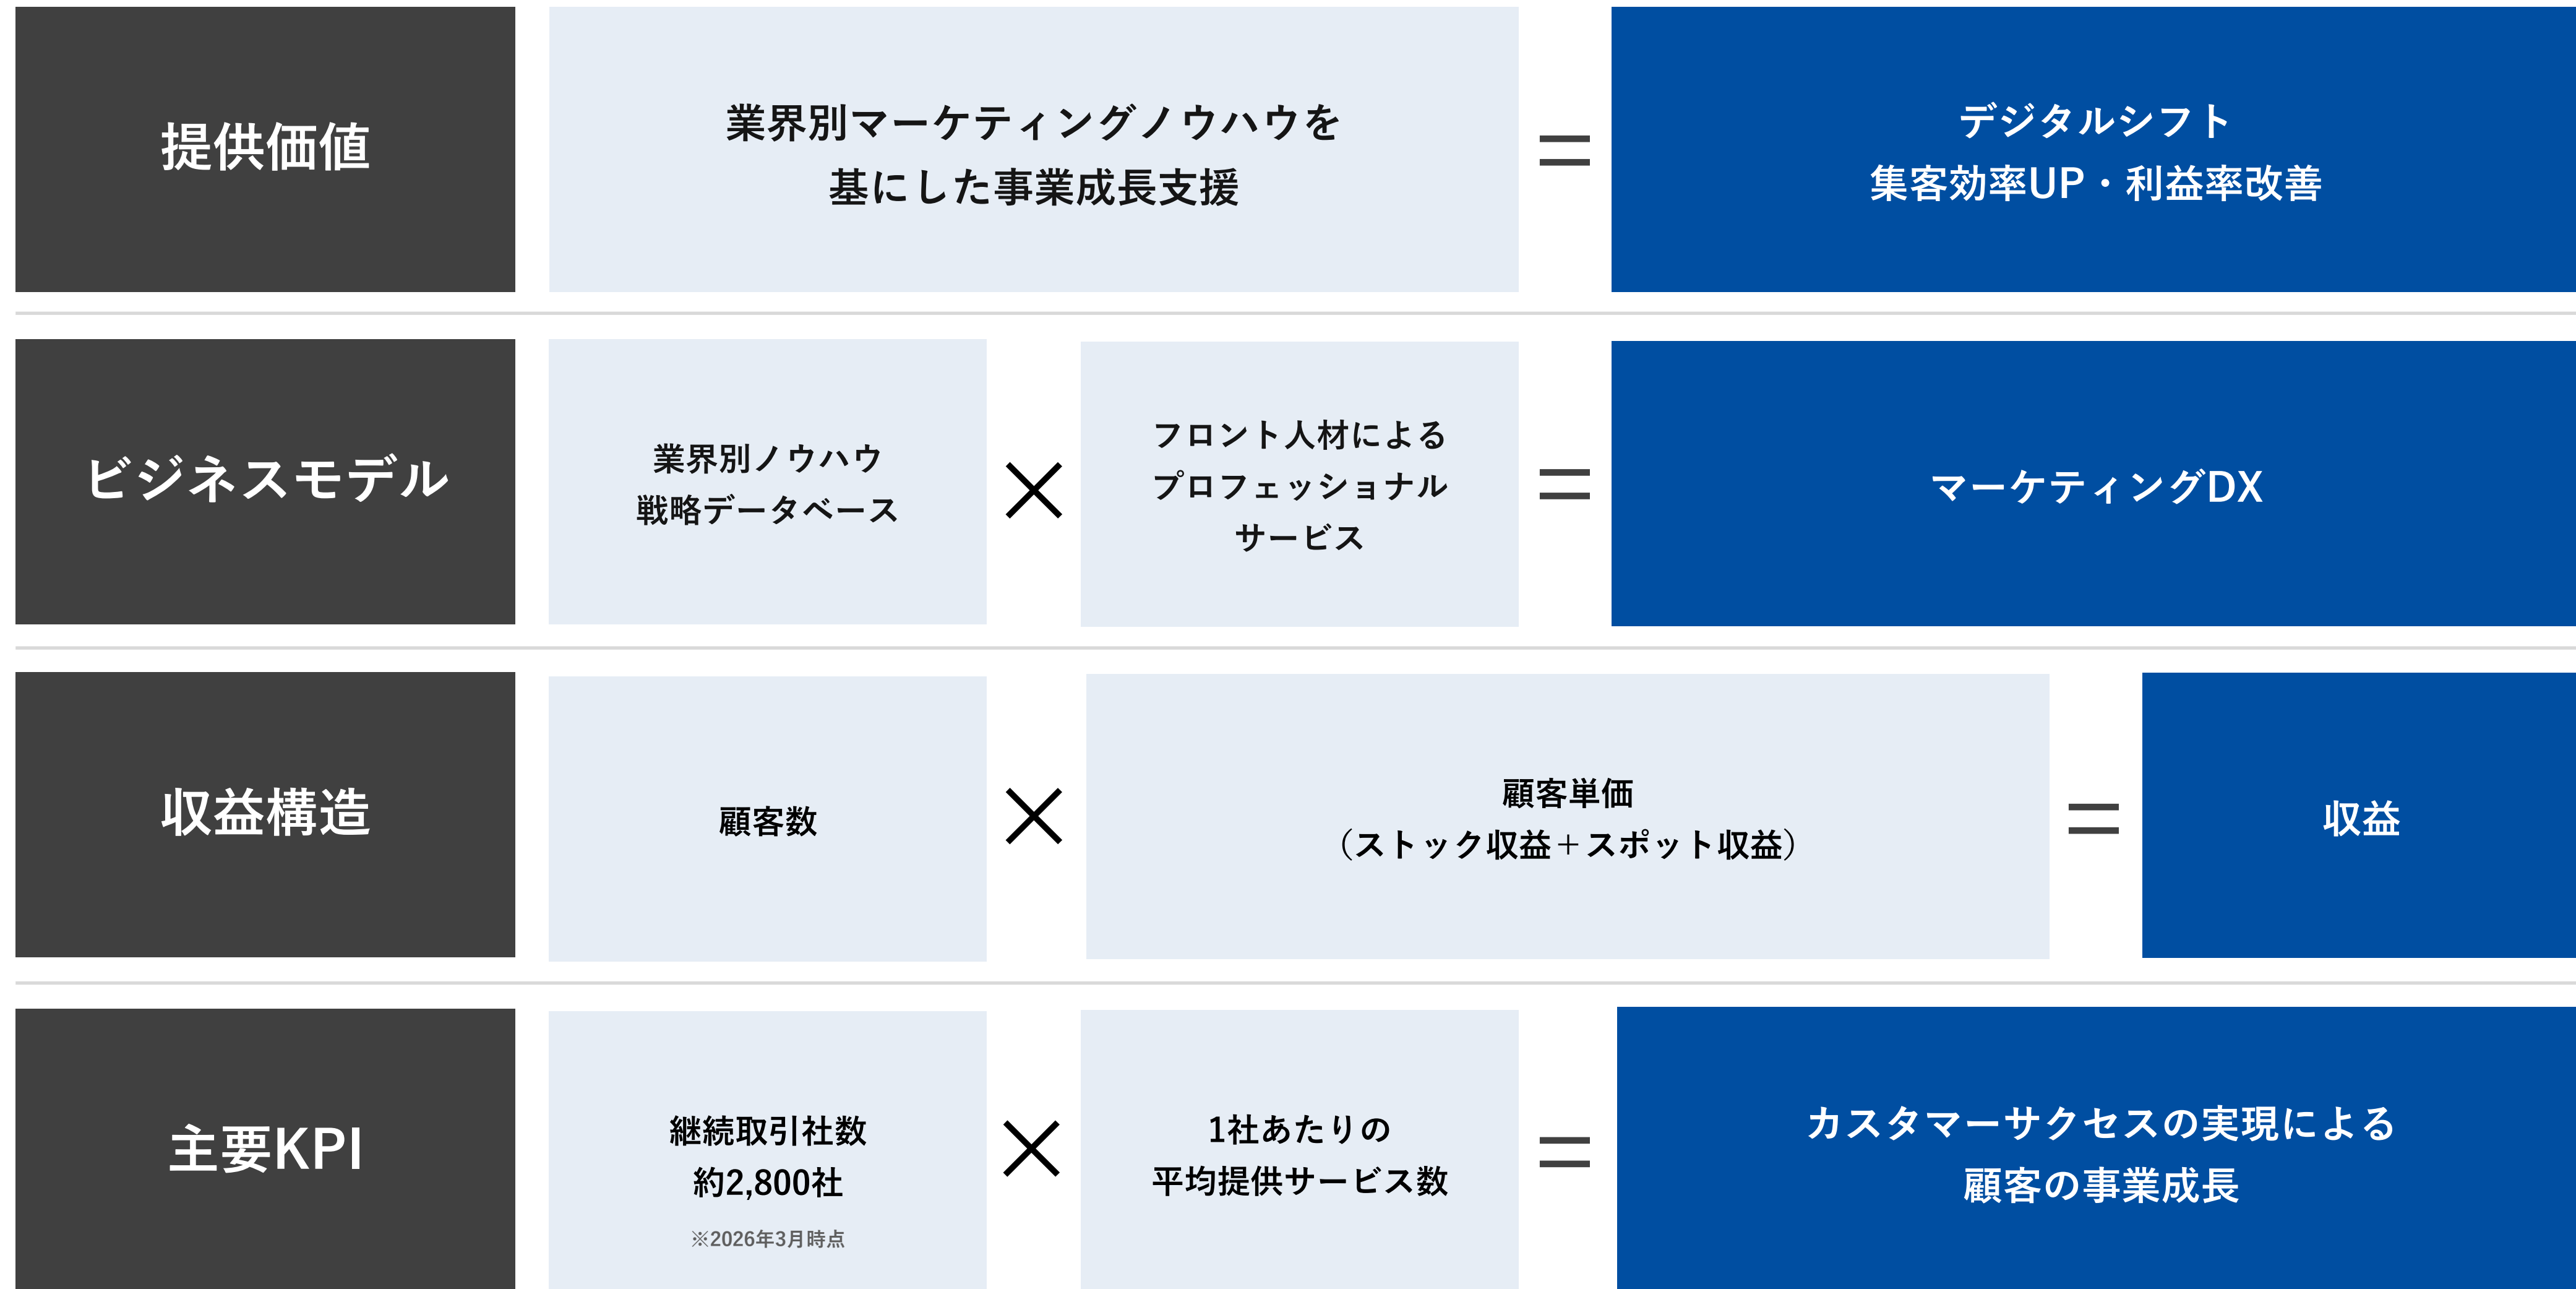 提供価値
業界別マーケティングノウハウを
基にした事業成長支援
=
デジタルシフト
集客効率UP・利益率改善
ビジネスモデル
業界別ノウハウ
戦略データベース
×
フロント人材による
プロフェッショナル
サービス
=
マーケティングDX
収益構造
顧客数
×
顧客単価
（ストック収益＋スポット収益）
=
収益
主要KPI
継続取引社数
約2,800社
※2026年3月時点
×
1社あたりの
平均提供サービス数
=
カスタマーサクセスの実現による
顧客の事業成長